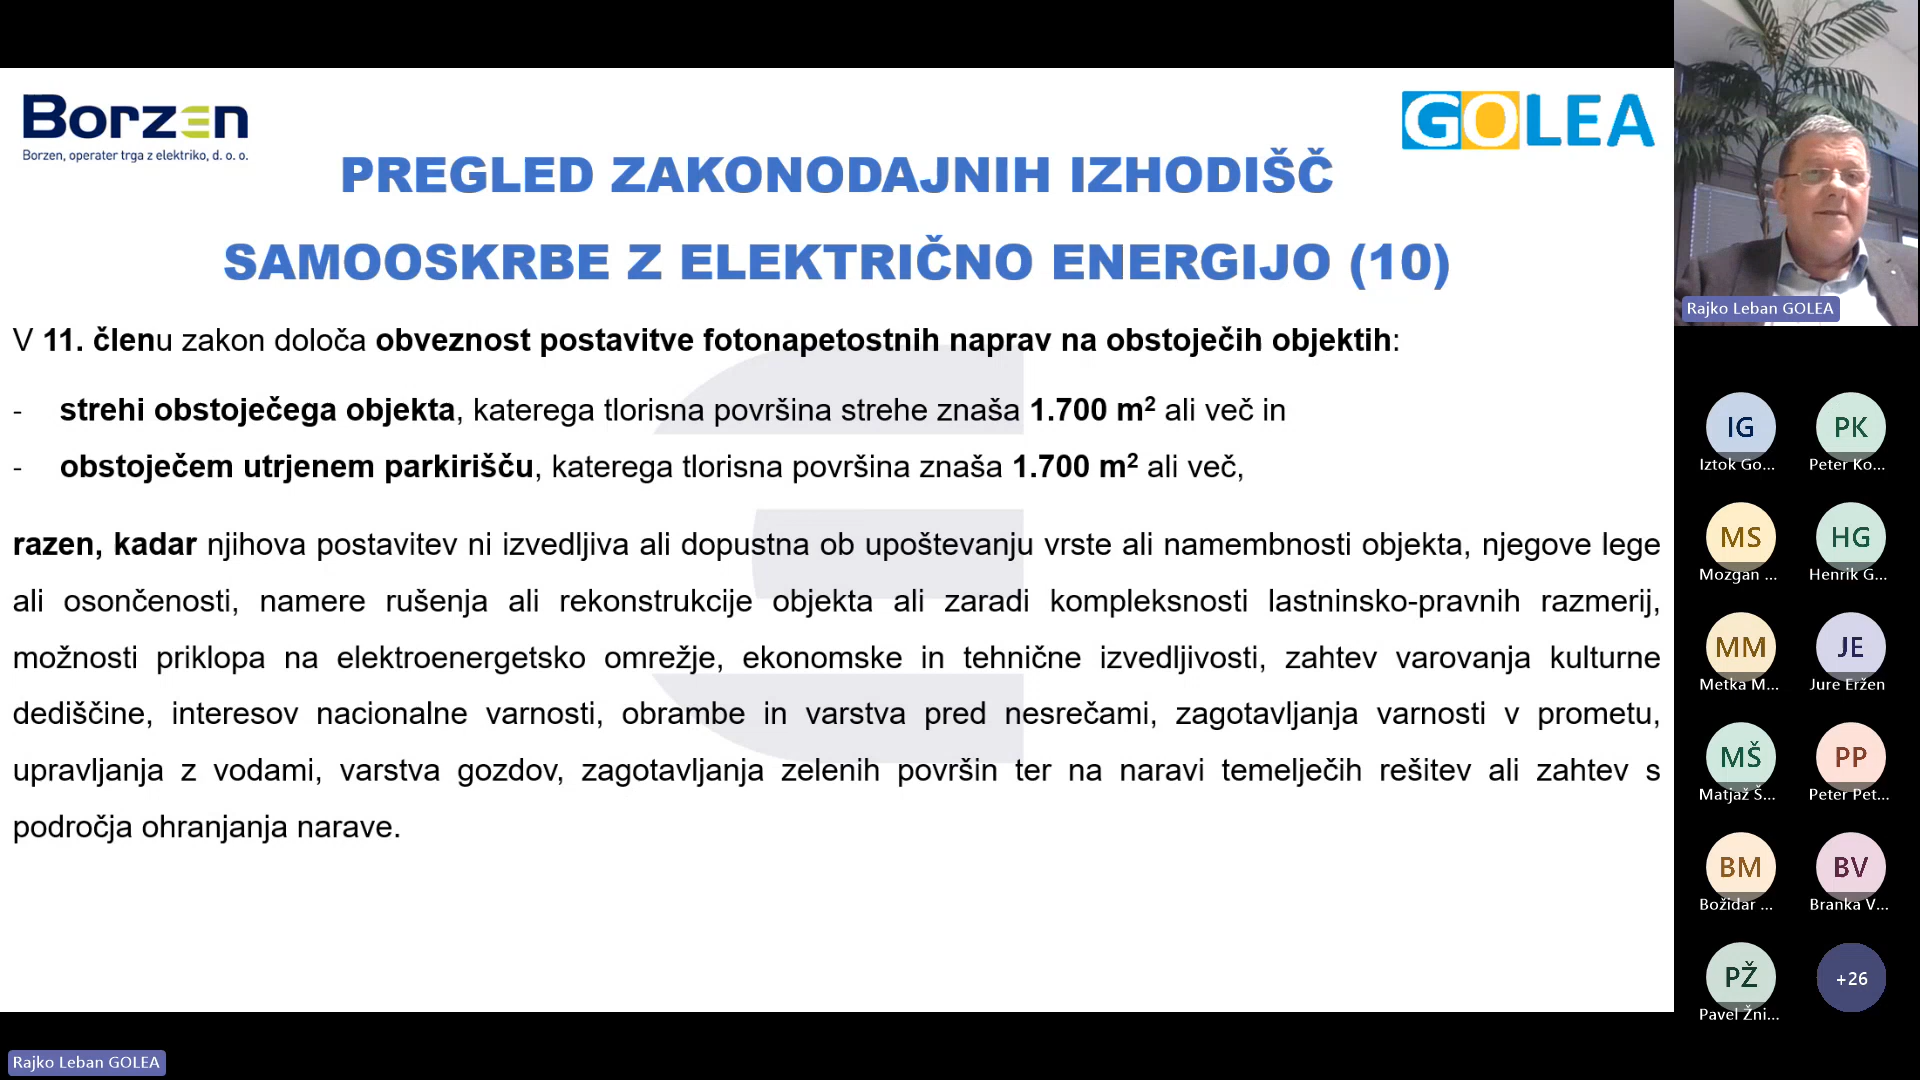 Borzen
Borzen, operater trga z elektriko, d. o. o.
GOLEA
PREGLED ZAKONODAJNIH IZHODIŠČ
SAMOOSKRBE Z ELEKTRIČNO ENERGIJO (10)
V 11. členu zakon določa obveznost postavitve fotonapetostnih naprav na obstoječih objektih:
- strehi obstoječega objekta, katerega tlorisna površina strehe znaša 1.700 m² ali več in
- obstoječem utrjenem parkirišču, katerega tlorisna površina znaša 1.700 m² ali več,
razen, kadar njihova postavitev ni izvedljiva ali dopustna ob upoštevanju vrste ali namembnosti objekta, njegove lege
ali osončenosti, namere rušenja ali rekonstrukcije objekta ali zaradi kompleksnosti lastninsko-pravnih razmerij,
možnosti priklopa na elektroenergetsko omrežje, ekonomske in tehnične izvedljivosti, zahtev varovanja kulturne
dediščine, interesov nacionalne varnosti, obrambe in varstva pred nesrečami, zagotavljanja varnosti v prometu,
upravljanja z vodami, varstva gozdov, zagotavljanja zelenih površin ter na naravi temelječih rešitev ali zahtev s
področja ohranjanja narave.
Rajko Leban GOLEA
IG
Iztok Go...
PK
Peter Ko...
MS
Mozgan ...
HG
Henrik G...
MM
Metka M...
JE
Jure Eržen
MŠ
Matjaž Š...
PP
Peter Pet...
BM
Božidar ...
BV
Branka V...
PŽ
Pavel Žni...
+26
Rajko Leban GOLEA